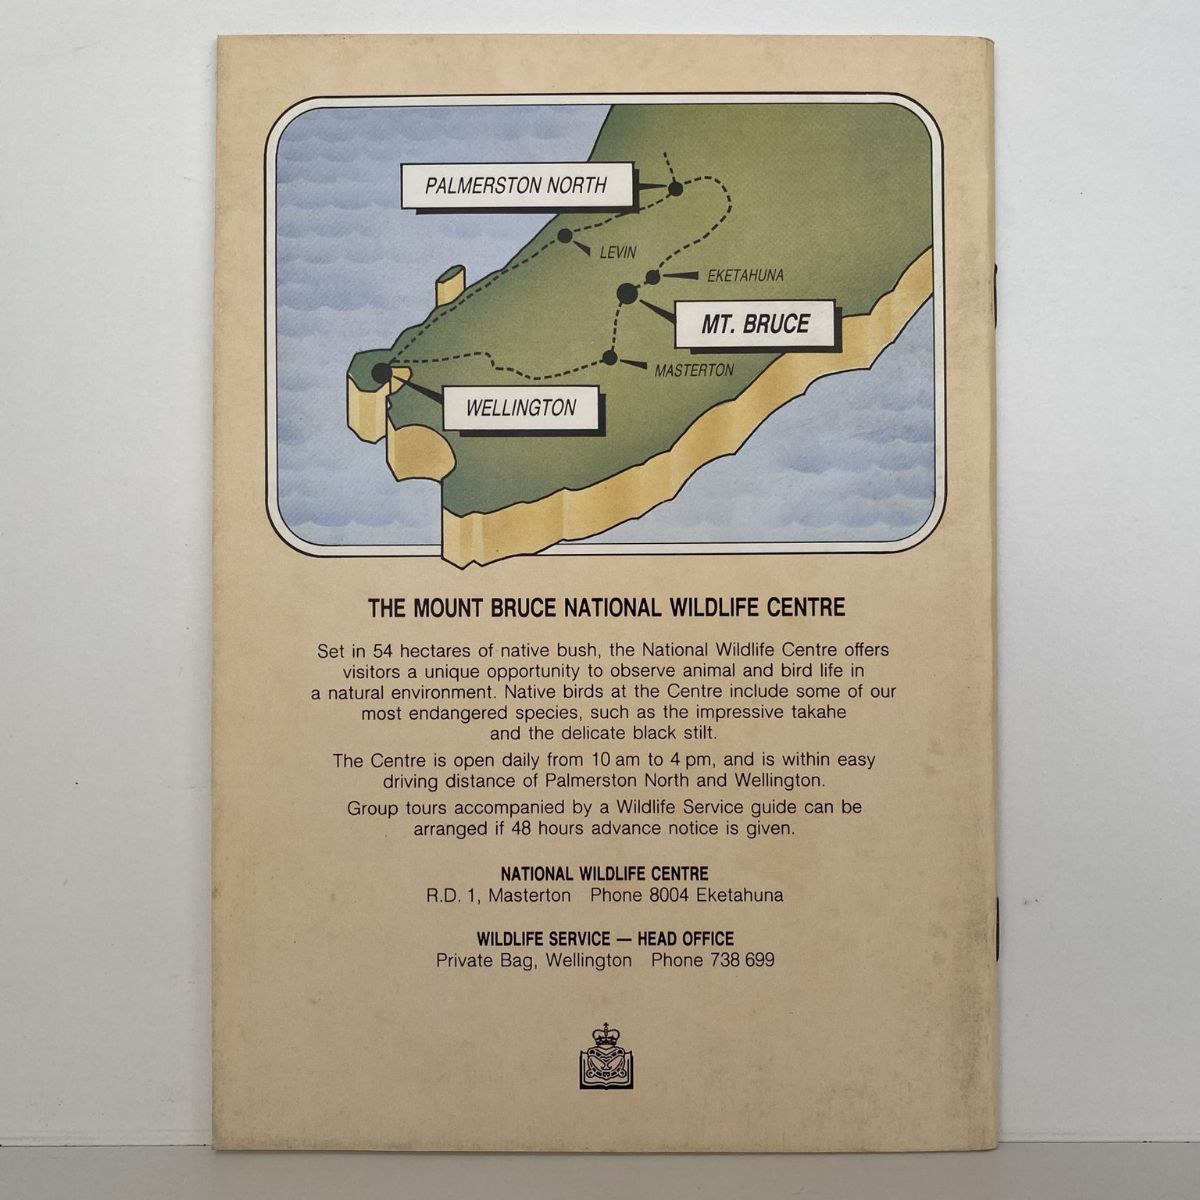 PALMERSTON NORTH
LEVIN
EKETAHUNA
MT. BRUCE
MASTERTON
WELLINGTON
THE MOUNT BRUCE NATIONAL WILDLIFE CENTRE
Set in 54 hectares of native bush, the National Wildlife Centre offers
visitors a unique opportunity to observe animal and bird life in
a natural environment. Native birds at the Centre include some of our
most endangered species, such as the impressive takahe
and the delicate black stilt.
The Centre is open daily from 10 am to 4 pm, and is within easy
driving distance of Palmerston North and Wellington.
Group tours accompanied by a Wildlife Service guide can be
arranged if 48 hours advance notice is given.
NATIONAL WILDLIFE CENTRE
R.D. 1, Masterton Phone 8004 Eketahuna
WILDLIFE SERVICE — HEAD OFFICE
Private Bag, Wellington Phone 738 699